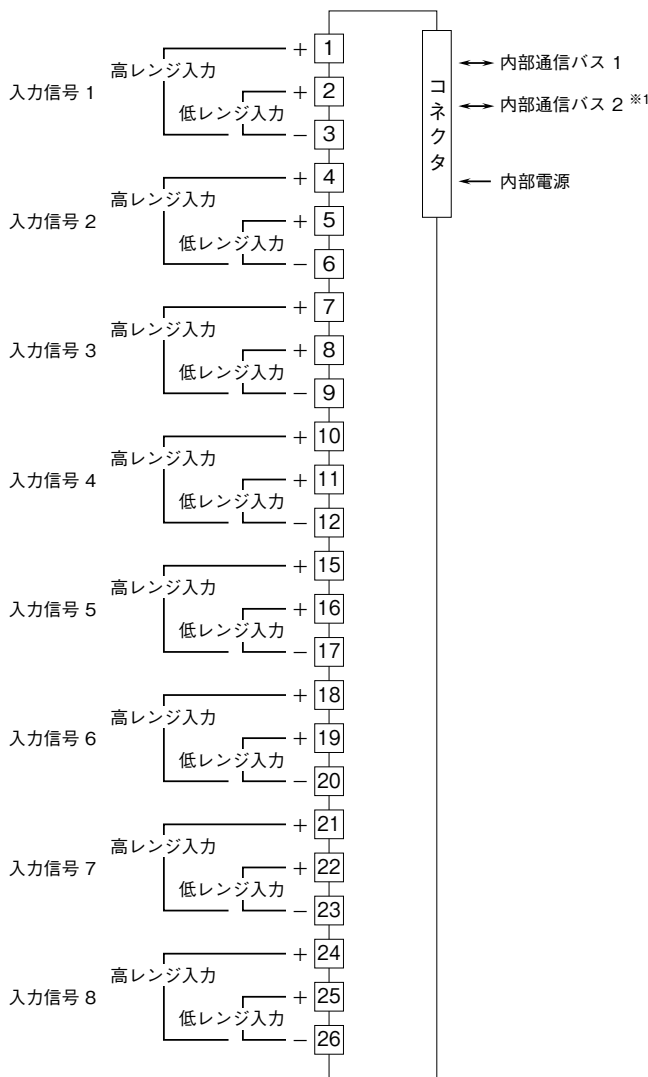 + 1
高レンジ入力
入力信号 1
+ 2
低レンジ入力
− 3
+ 4
高レンジ入力
入力信号 2
+ 5
低レンジ入力
− 6
+ 7
高レンジ入力
入力信号 3
+ 8
低レンジ入力
− 9
+ 10
高レンジ入力
入力信号 4
+ 11
低レンジ入力
− 12
+ 15
高レンジ入力
入力信号 5
+ 16
低レンジ入力
− 17
+ 18
高レンジ入力
入力信号 6
+ 19
低レンジ入力
− 20
+ 21
高レンジ入力
入力信号 7
+ 22
低レンジ入力
− 23
+ 24
高レンジ入力
入力信号 8
+ 25
低レンジ入力
− 26
コネクタ
内部通信バス 1
内部通信バス 2 ※1
内部電源